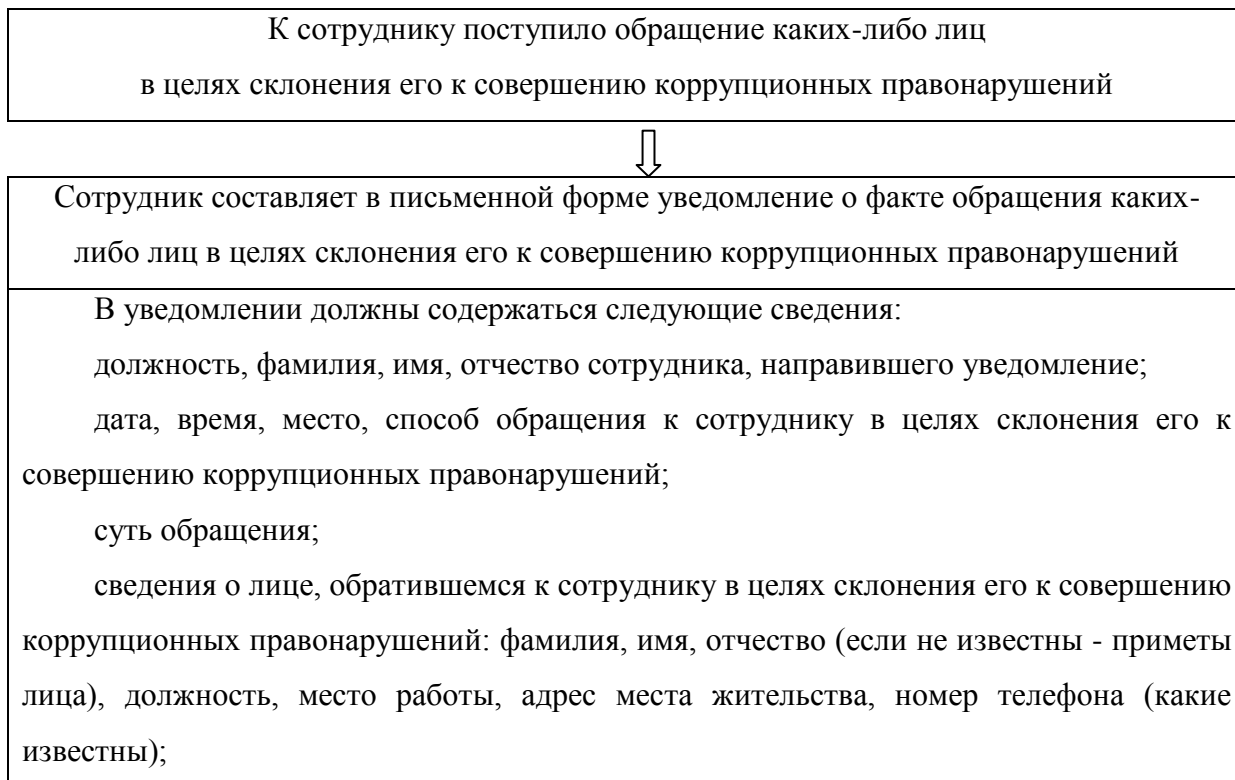 К сотруднику поступило обращение каких-либо лиц
в целях склонения его к совершению коррупционных правонарушений
Сотрудник составляет в письменной форме уведомление о факте обращения каких-
либо лиц в целях склонения его к совершению коррупционных правонарушений
В уведомлении должны содержаться следующие сведения:
должность, фамилия, имя, отчество сотрудника, направившего уведомление;
дата, время, место, способ обращения к сотруднику в целях склонения его к
совершению коррупционных правонарушений;
суть обращения;
сведения о лице, обратившемся к сотруднику в целях склонения его к совершению
коррупционных правонарушений: фамилия, имя, отчество (если не известны - приметы
лица), должность, место работы, адрес места жительства, номер телефона (какие
известны);